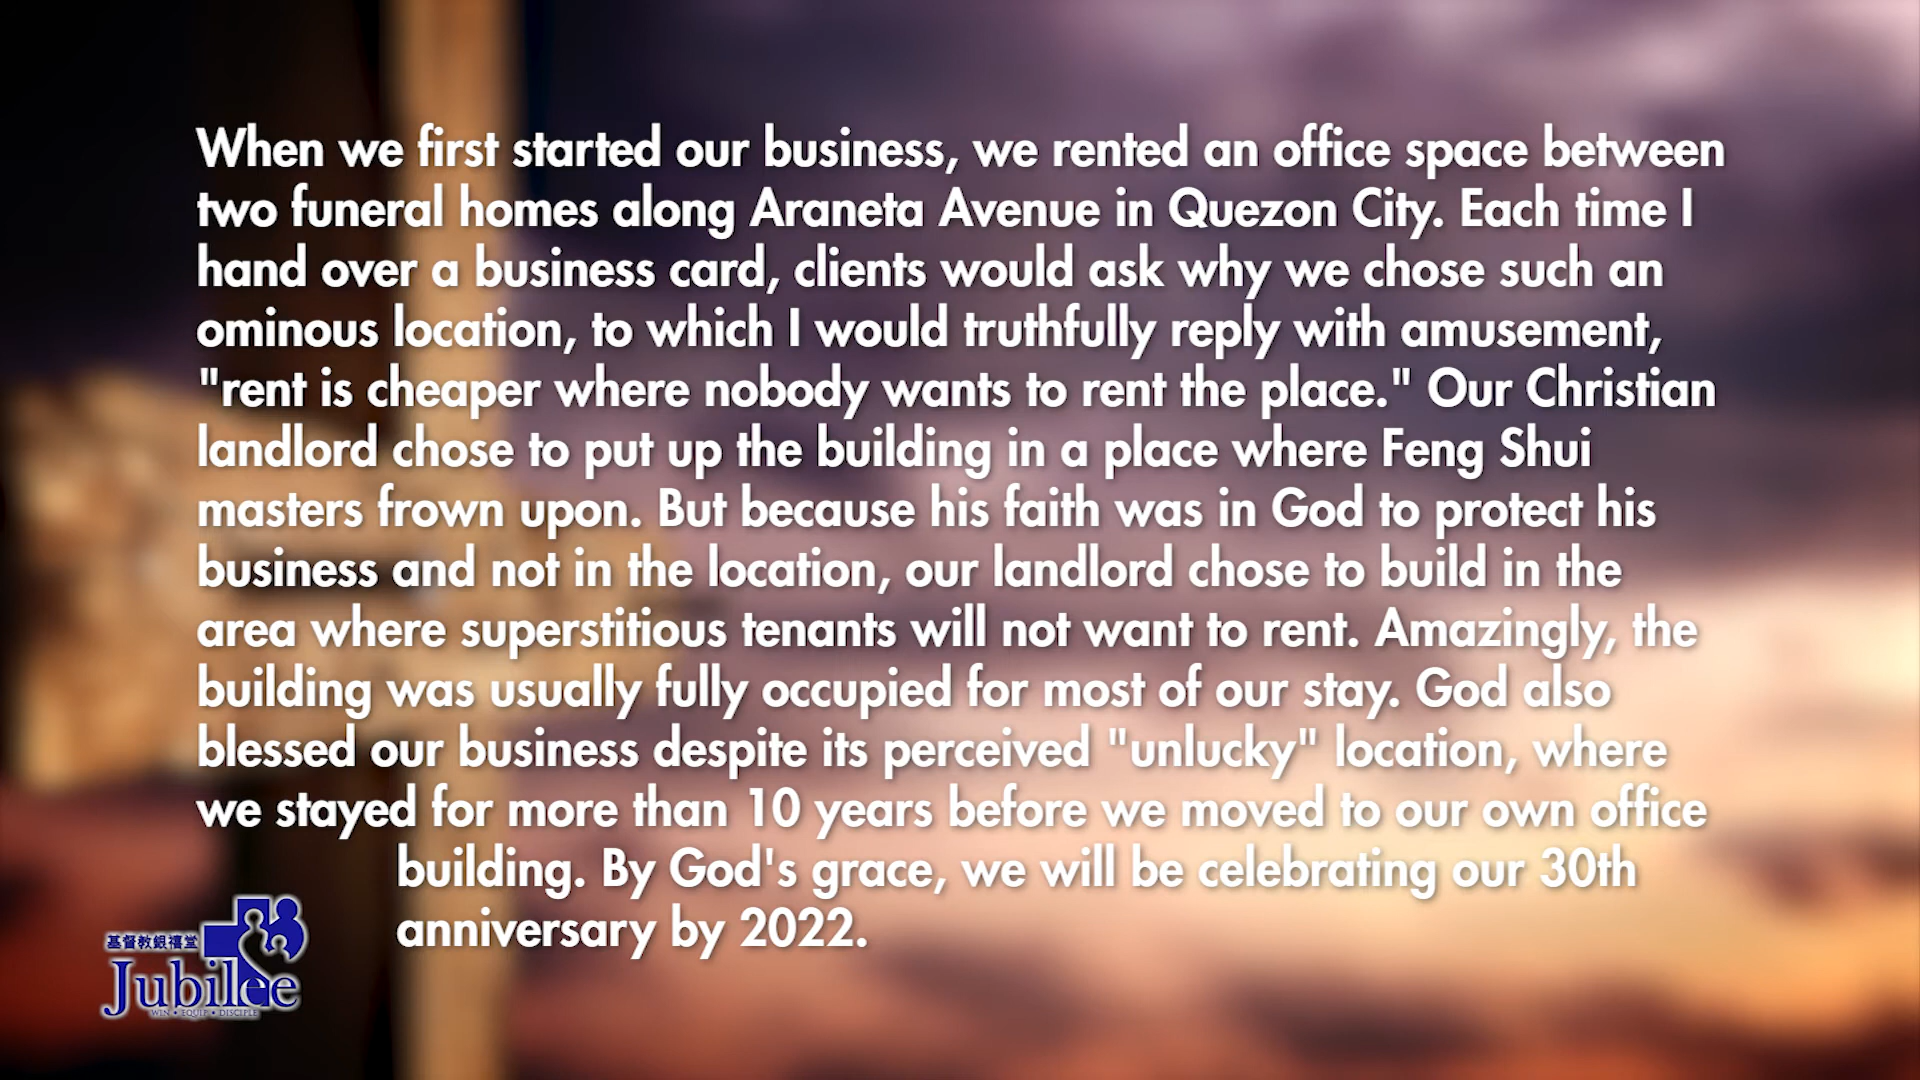 When we first started our business, we rented an office space between
two funeral homes along Araneta Avenue in Quezon City. Each time I
hand over a business card, clients would ask why we chose such an
ominous location, to which I would truthfully reply with amusement,
"rent is cheaper where nobody wants to rent the place." Our Christian
landlord chose to put up the building in a place where Feng Shui
masters frown upon. But because his faith was in God to protect his
business and not in the location, our landlord chose to build in the
area where superstitious tenants will not want to rent. Amazingly, the
building was usually fully occupied for most of our stay. God also
blessed our business despite its perceived "unlucky" location, where
we stayed for more than 10 years before we moved to our own office
building. By God's grace, we will be celebrating our 30th
anniversary by 2022.
基督教銀禧堂
Jubilee
WIN • EQUIP • DISCIPLE